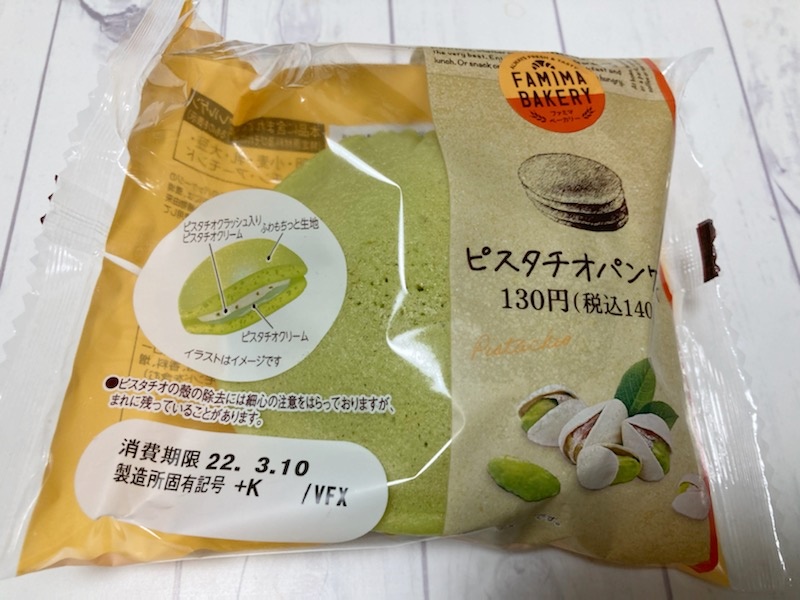 ALWAYS FRESH & TASTY
FAMIMA
BAKERY
ファミマ
ベーカリー
ピスタチオパン
130円(税込140
Pistachio
ピスタチオクラッシュ入り
ピスタチオクリーム
ふわもちっと生地
ピスタチオクリーム
イラストはイメージです
●ピスタチオの殻の除去には細心の注意をはらっておりますが、
まれに残っていることがあります。
消費期限 22. 3.10
製造所固有記号 +K /VFX